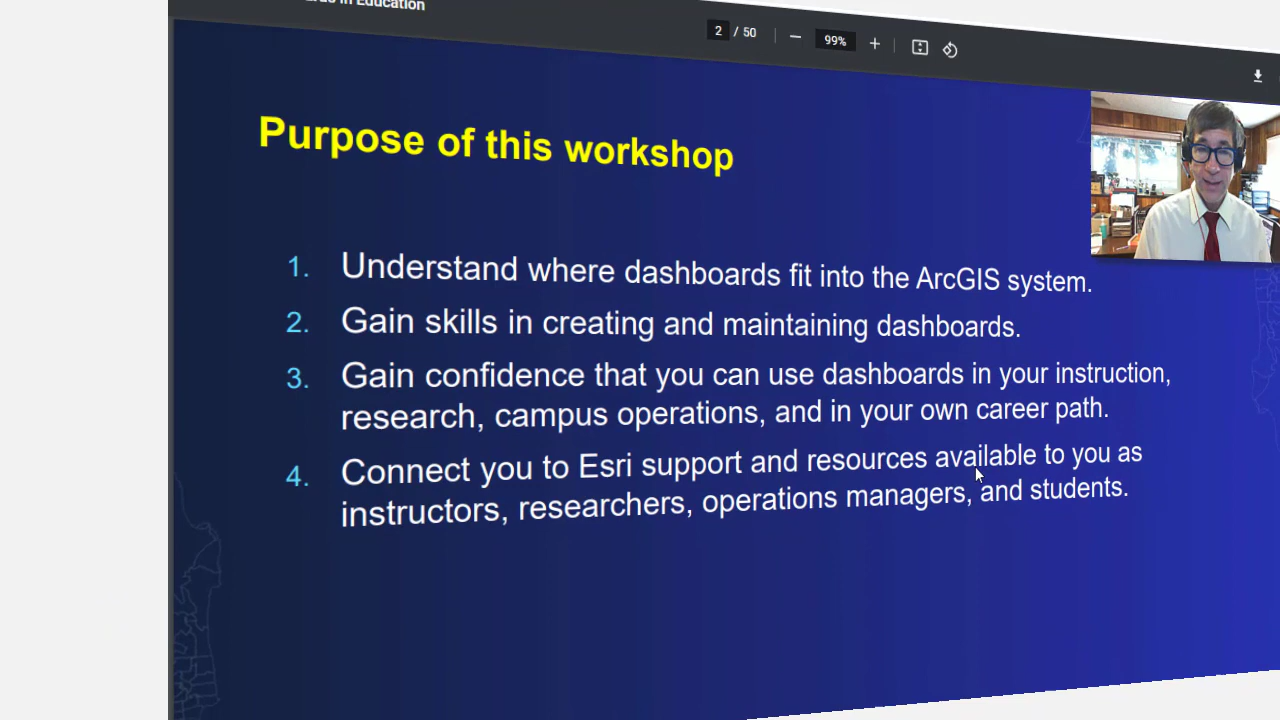 in Education
2 / 50
99%
Purpose of this workshop
1. Understand where dashboards fit into the ArcGIS system.
2. Gain skills in creating and maintaining dashboards.
3. Gain confidence that you can use dashboards in your instruction,
research, campus operations, and in your own career path.
4. Connect you to Esri support and resources available to you as
instructors, researchers, operations managers, and students.